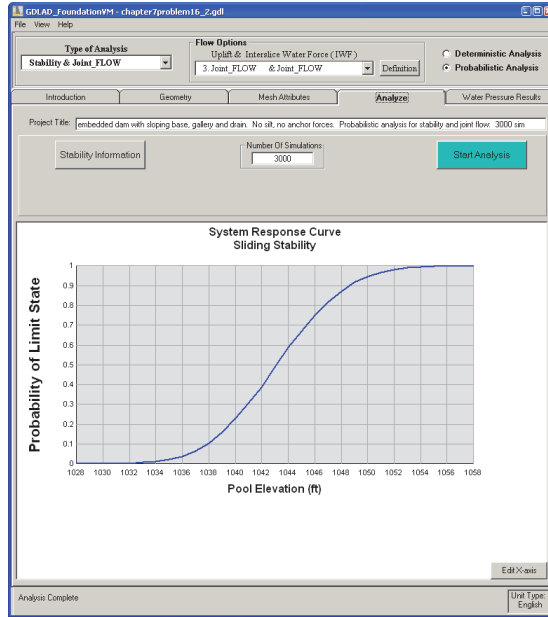 GDLAD_Foundation VM - chapter7problem16_2.gdl
File View Help
Type of Analysis
Stability & Joint_FLOW
Flow Options
Uplift & Interslice Water Force ( IWF )
3. Joint_FLOW & Joint_FLOW
Definition
Deterministic Analysis
Probabilistic Analysis
Introduction
Geometry
Mesh Attributes
Analyze
Water Pressure Results
Project Title: embedded dam with sloping base, gallery and drain. No silt, no anchor forces. Probabilistic analysis for stability and joint flow: 3000 sim
Stability Information
Number Of Simulations
3000
Start Analysis
System Response Curve
Sliding Stability
Probability of Limit State
1
0.9
0.8
0.7
0.6
0.5
0.4
0.3
0.2
0.1
0
1028 1030 1032 1034 1036 1038 1040 1042 1044 1046 1048 1050 1052 1054 1056 1058
Pool Elevation (ft)
Edit X-axis
Analysis Complete
Unit Type:
English